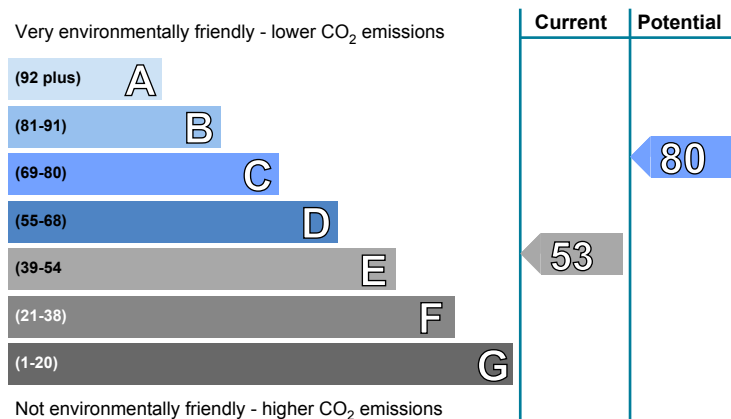 Current Potential
Very environmentally friendly - lower CO2 emissions
(92 plus) A
(81-91) B
(69-80) C
80
(55-68) D
(39-54 E
53
(21-38) F
(1-20) G
Not environmentally friendly - higher CO2 emissions